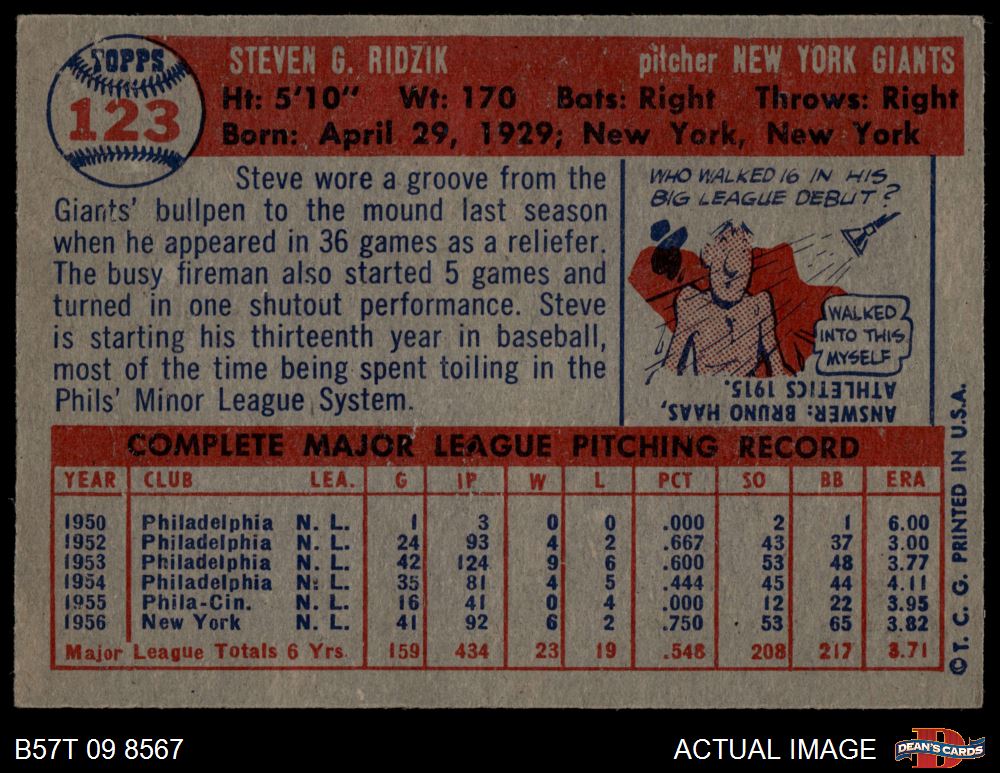 TOPPS
123
STEVEN G. RIDZIK pitcher NEW YORK GIANTS
Ht: 5'10" Wt: 170 Bats: Right Throws: Right
Born: April 29, 1929; New York, New York
Steve wore a groove from the
Giants' bullpen to the mound last season
when he appeared in 36 games as a reliefer.
The busy fireman also started 5 games and
turned in one shutout performance. Steve
is starting his thirteenth year in baseball,
most of the time being spent toiling in the
Phils' Minor League System.
WHO WALKED 16 IN HIS
BIG LEAGUE DEBUT?
WALKED
INTO THIS
MYSELF
ANSWER: BRUNO HAAS,
ATHLETICS 1915.
COMPLETE MAJOR LEAGUE PITCHING RECORD
YEAR CLUB LEA. G IP W L PCT SO BB ERA
1950 Philadelphia N. L. 1 3 0 0 .000 2 1 6.00
1952 Philadelphia N. L. 24 93 4 2 .667 43 37 3.00
1953 Philadelphia N. L. 42 124 9 6 .600 53 48 3.77
1954 Philadelphia N. L. 35 81 4 5 .444 45 44 4.11
1955 Phila-Cin. N. L. 16 41 0 4 .000 12 22 3.95
1956 New York N. L. 41 92 6 2 .750 53 65 3.82
Major League Totals 6 Yrs. 159 434 23 19 .548 208 217 3.71
©T. C. G. PRINTED IN U.S.A.
B57T 09 8567
ACTUAL IMAGE
D
DEAN'S CARDS